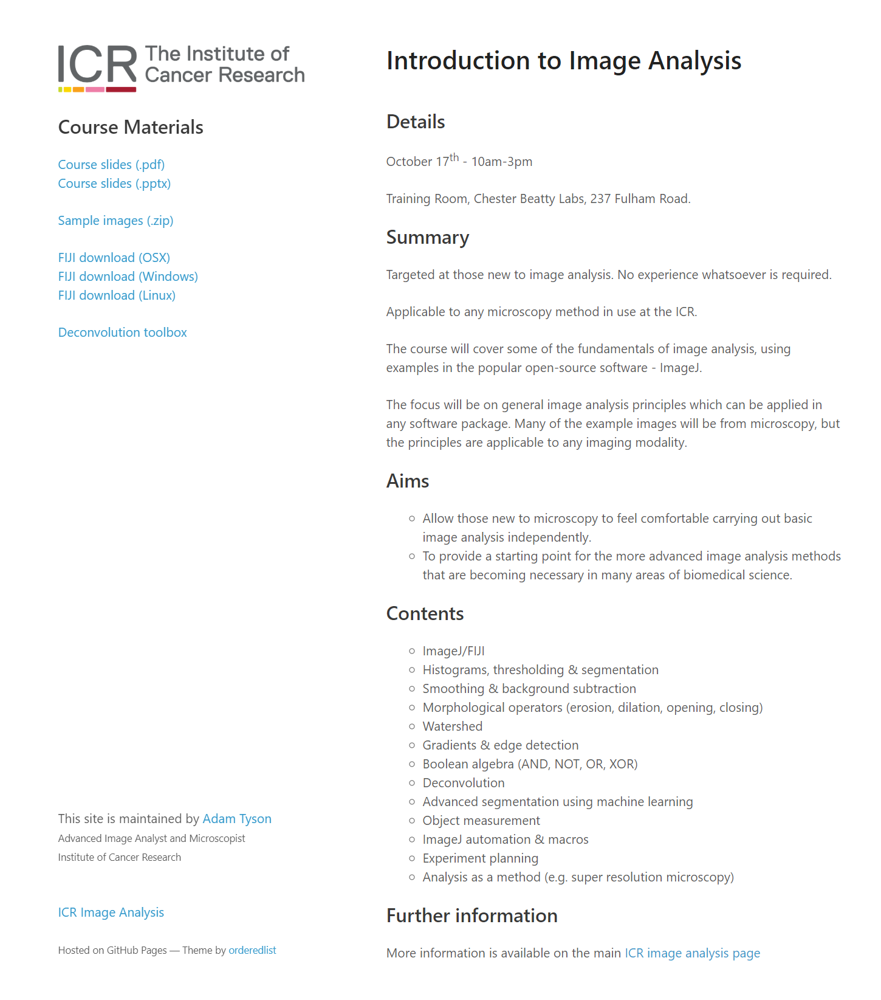 ICR The Institute of
Cancer Research
Course Materials
Course slides (.pdf)
Course slides (.pptx)
Sample images (.zip)
FIJI download (OSX)
FIJI download (Windows)
FIJI download (Linux)
Deconvolution toolbox
This site is maintained by Adam Tyson
Advanced Image Analyst and Microscopist
Institute of Cancer Research
ICR Image Analysis
Hosted on GitHub Pages — Theme by orderedlist
Introduction to Image Analysis
Details
October 17th - 10am-3pm
Training Room, Chester Beatty Labs, 237 Fulham Road.
Summary
Targeted at those new to image analysis. No experience whatsoever is required.
Applicable to any microscopy method in use at the ICR.
The course will cover some of the fundamentals of image analysis, using
examples in the popular open-source software - ImageJ.
The focus will be on general image analysis principles which can be applied in
any software package. Many of the example images will be from microscopy, but
the principles are applicable to any imaging modality.
Aims
◦ Allow those new to microscopy to feel comfortable carrying out basic
image analysis independently.
◦ To provide a starting point for the more advanced image analysis methods
that are becoming necessary in many areas of biomedical science.
Contents
◦ ImageJ/FIJI
◦ Histograms, thresholding & segmentation
◦ Smoothing & background subtraction
◦ Morphological operators (erosion, dilation, opening, closing)
◦ Watershed
◦ Gradients & edge detection
◦ Boolean algebra (AND, NOT, OR, XOR)
◦ Deconvolution
◦ Advanced segmentation using machine learning
◦ Object measurement
◦ ImageJ automation & macros
◦ Experiment planning
◦ Analysis as a method (e.g. super resolution microscopy)
Further information
More information is available on the main ICR image analysis page